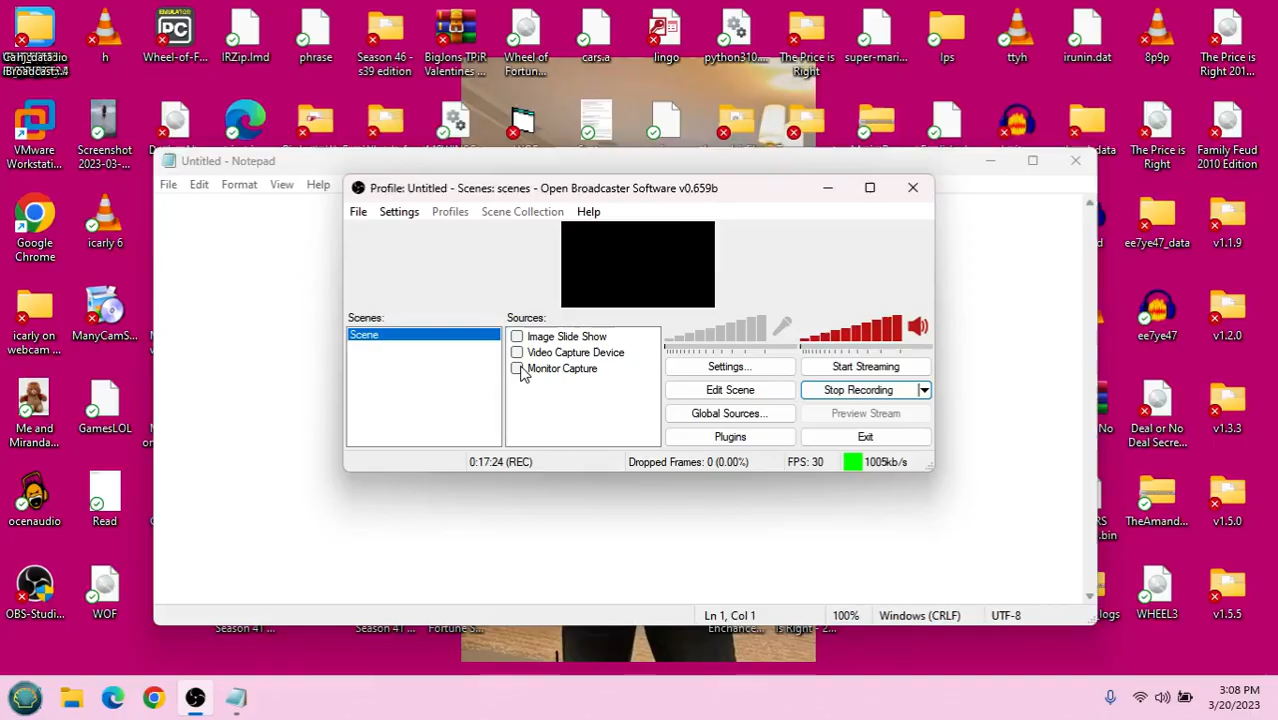 h
Wheel-of-F...
IRZip.lmd
phrase
Season 46 -
s39 edition
BigJons TPiR
Valentines ...
Wheel of
Fortun...
cars.a
lingo
python310.
The Price is
Right
super-mari...
lps
ttyh
irunin.dat
8p9p
The Price is
Right 201...
VMware
Workstati...
Screenshot
2023-03-...
The Price is
Right
Family Feud
2010 Edition
Untitled - Notepad
File Edit Format View Help
Profile: Untitled - Scenes: scenes - Open Broadcaster Software v0.659b
File Settings Profiles Scene Collection Help
Google
Chrome
icarly 6
ee7ye47_data
v1.1.9
Scenes:
Scene
Sources:
Image Slide Show
Video Capture Device
Monitor Capture
Settings...
Start Streaming
Edit Scene
Stop Recording
Global Sources...
Preview Stream
Plugins
Exit
0:17:24 (REC)
Dropped Frames: 0 (0.00%)
FPS: 30
1005kb/s
icarly on
webcam ...
ManyCamS...
ee7ye47
v1.2.0
Me and
Miranda...
GamesLOL
Deal or No
Deal Secre...
v1.3.3
ocenaudio
Read
TheAmand...
v1.5.0
OBS-Studi...
WOF
WHEEL3
v1.5.5
Ln 1, Col 1
100%
Windows (CRLF)
UTF-8
3:08 PM
3/20/2023